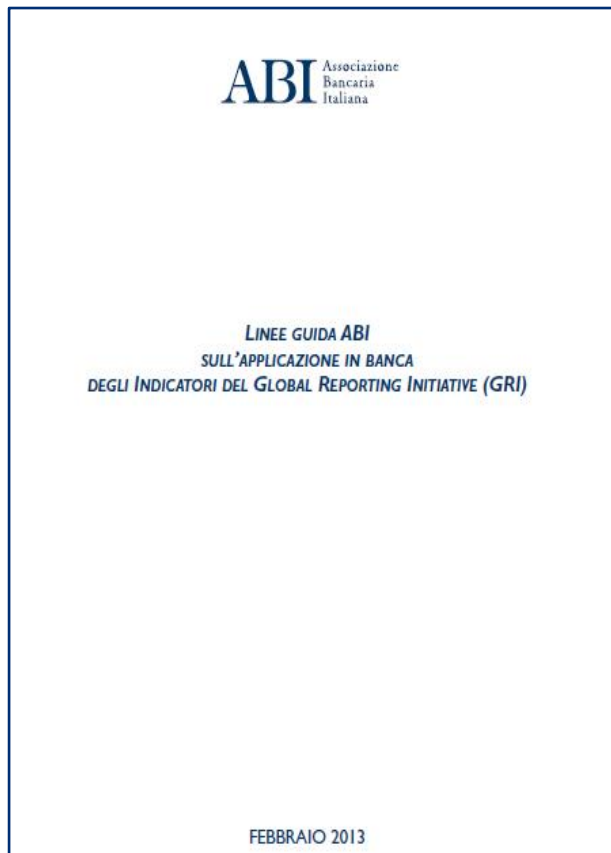 ABI Associazione
Bancaria
Italiana
LINEE GUIDA ABI
SULL'APPLICAZIONE IN BANCA
DEGLI INDICATORI DEL GLOBAL REPORTING INITIATIVE (GRI)
FEBBRAIO 2013